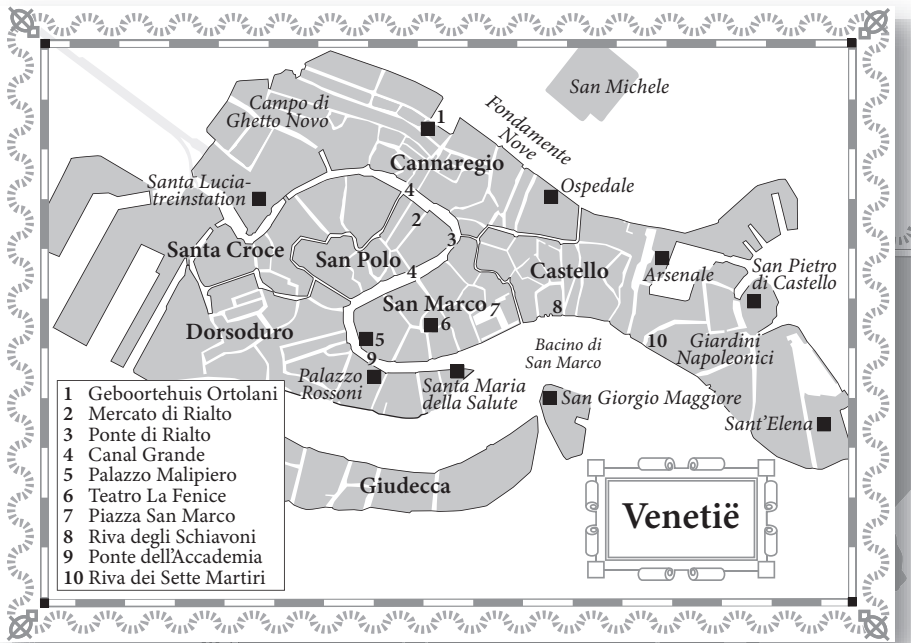 San Michele
Campo di
Ghetto Novo
1
Fondamente
Nove
Cannaregio
Santa Lucia-
treinstation
4
Ospedale
2
3
Santa Croce
San Polo
4
Castello
Arsenale
San Pietro
di Castello
San Marco
7
8
6
Dorsoduro
5
9
10
Giardini
Napoleonici
Bacino di
San Marco
Palazzo
Rossoni
Santa Maria
della Salute
San Giorgio Maggiore
Sant'Elena
Giudecca
1 Geboortehuis Ortolani
2 Mercato di Rialto
3 Ponte di Rialto
4 Canal Grande
5 Palazzo Malipiero
6 Teatro La Fenice
7 Piazza San Marco
8 Riva degli Schiavoni
9 Ponte dell'Accademia
10 Riva dei Sette Martiri
Venetië